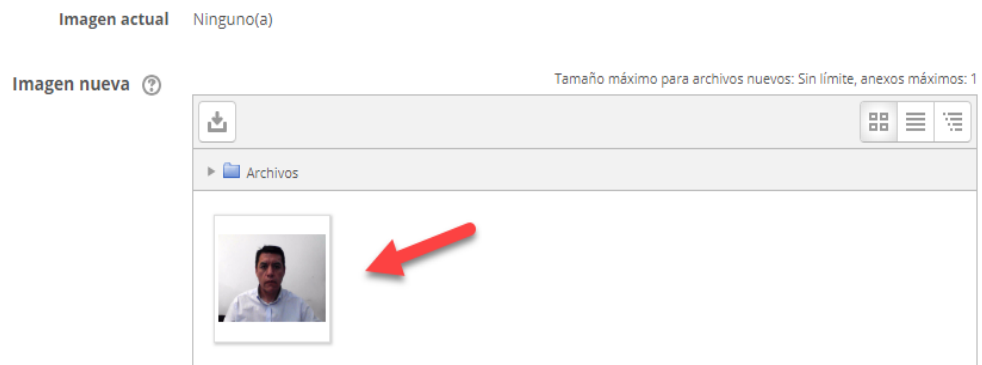 Imagen actual Ninguno(a)
Imagen nueva
Tamaño máximo para archivos nuevos: Sin límite, anexos máximos: 1
Archivos